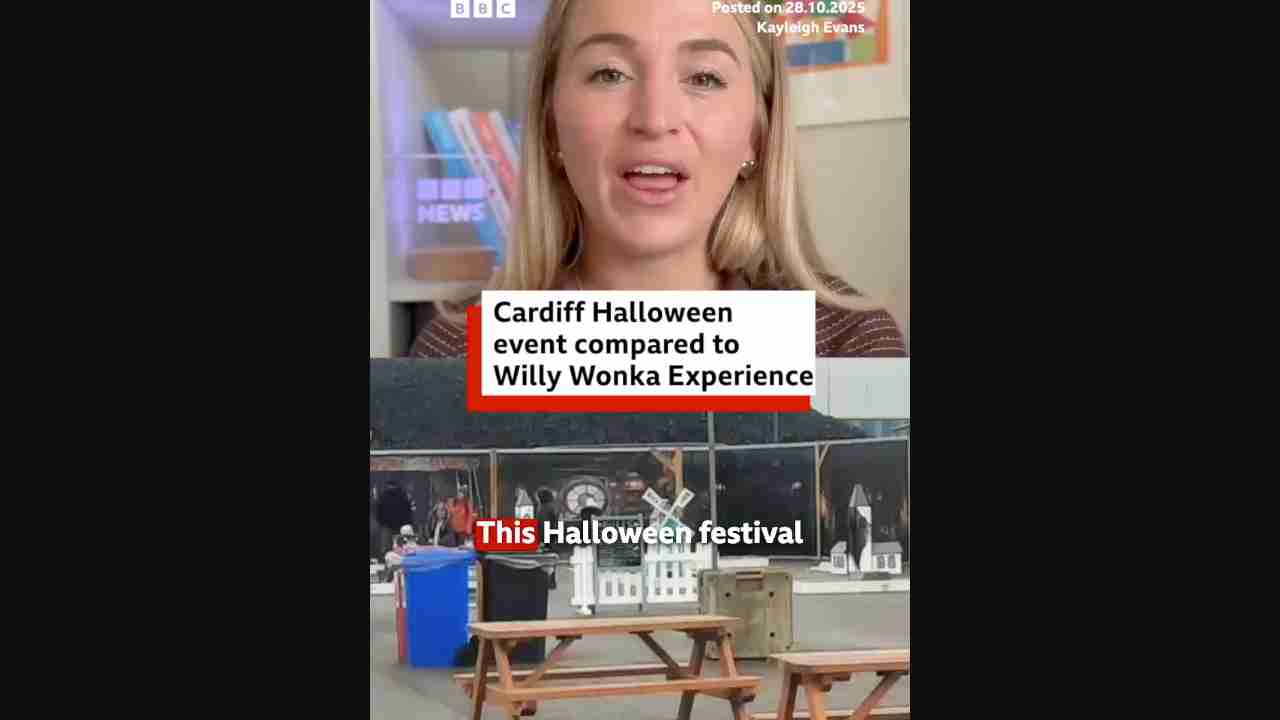 BBC
Posted on 28.10.2025
Kayleigh Evans
NEWS
Cardiff Halloween
event compared to
Willy Wonka Experience
This Halloween festival